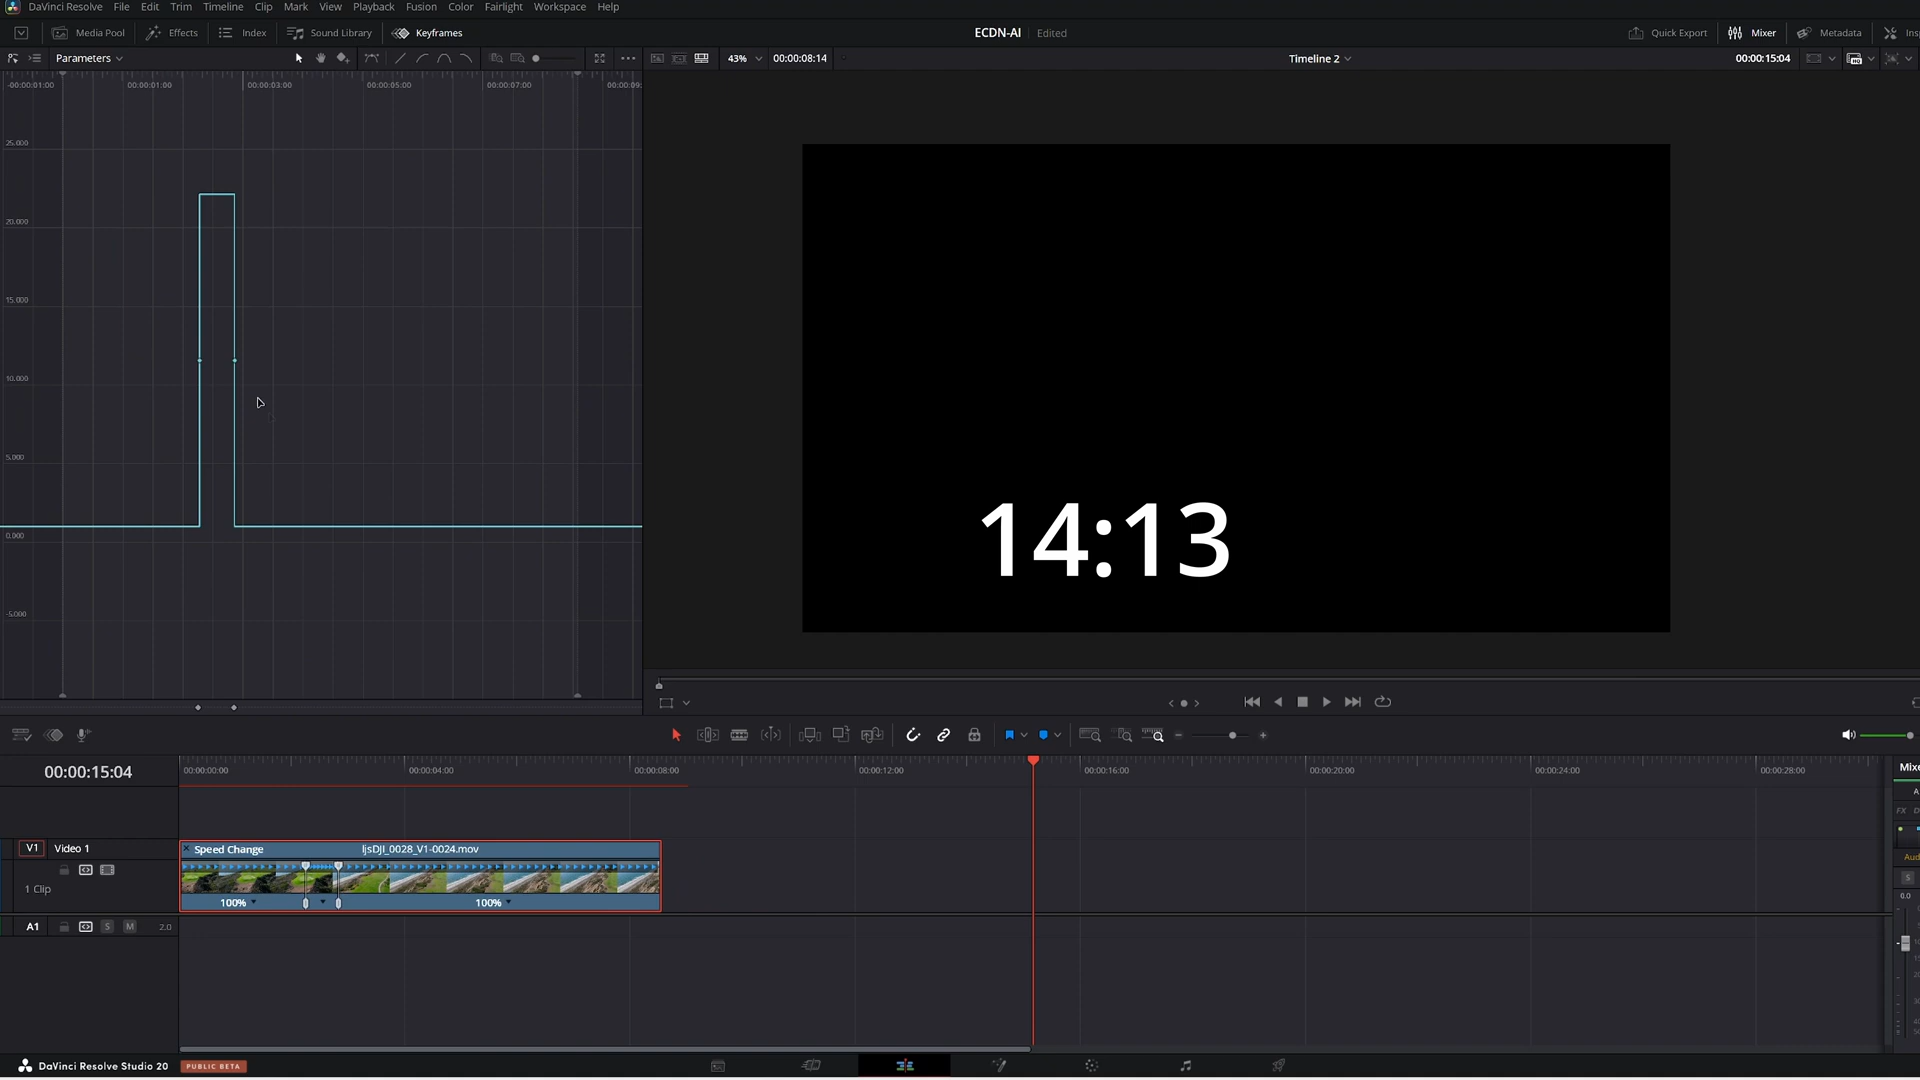 DaVinci Resolve File Edit Trim Timeline Clip Mark View Playback Fusion Color Fairlight Workspace Help
Media Pool Effects Index Sound Library Keyframes ECDN-AI Edited Quick Export Mixer Metadata Ins
Parameters 43% 00:00:08:14 Timeline 2 00:00:15:04
-00:00:01:00 00:00:01:00 00:00:03:00 00:00:05:00 00:00:07:00 00:00:09:
25.000
20.000
15.000
10.000
5.000
0.000
-5.000
14:13
00:00:15:04 00:00:00:00 00:00:04:00 00:00:08:00 00:00:12:00 00:00:16:00 00:00:20:00 00:00:24:00 00:00:28:00 Mixe
A
FX D
V1 Video 1 Speed Change ljsDJI_0028_V1-0024.mov
Aud
1 Clip
100% 100%
0.0
A1 S M 2.0
DaVinci Resolve Studio 20 PUBLIC BETA